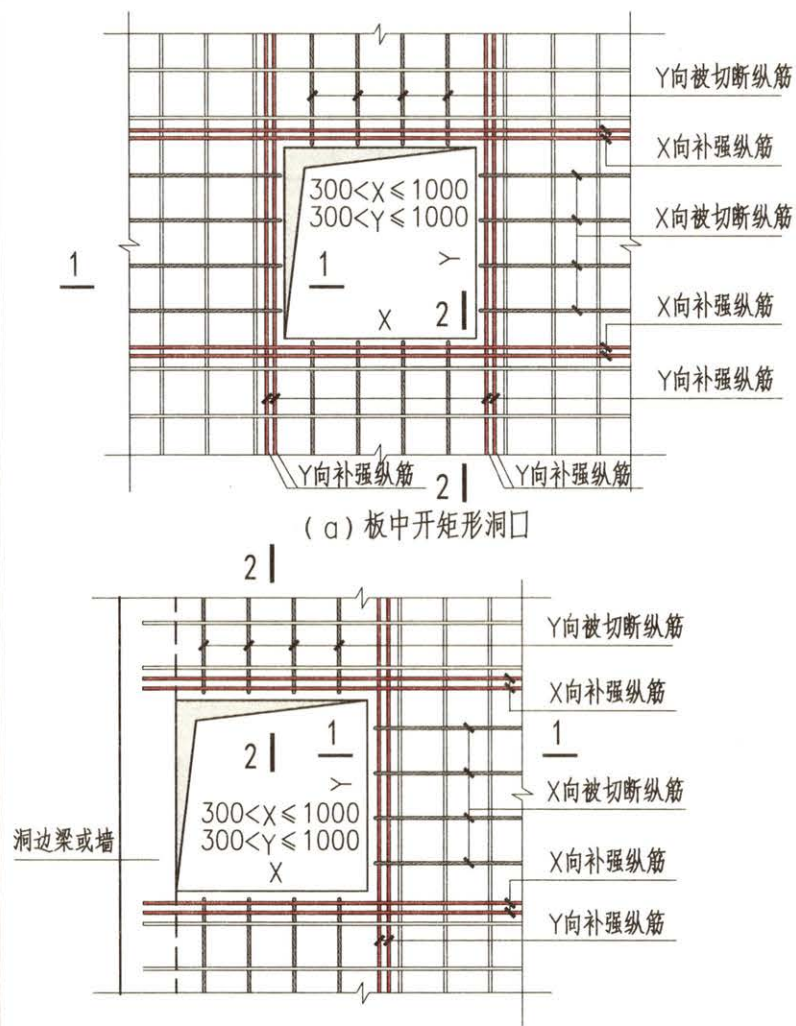 Y向被切断纵筋
X向补强纵筋
300<X≤1000
300<Y≤1000
X向被切断纵筋
1
1
Y
X
2
X向补强纵筋
Y向补强纵筋
Y向补强纵筋
2
Y向补强纵筋
(a)板中开矩形洞口
2
Y向被切断纵筋
X向补强纵筋
2
1
1
Y
X向被切断纵筋
300<X≤1000
300<Y≤1000
洞边梁或墙
X
X向补强纵筋
Y向补强纵筋